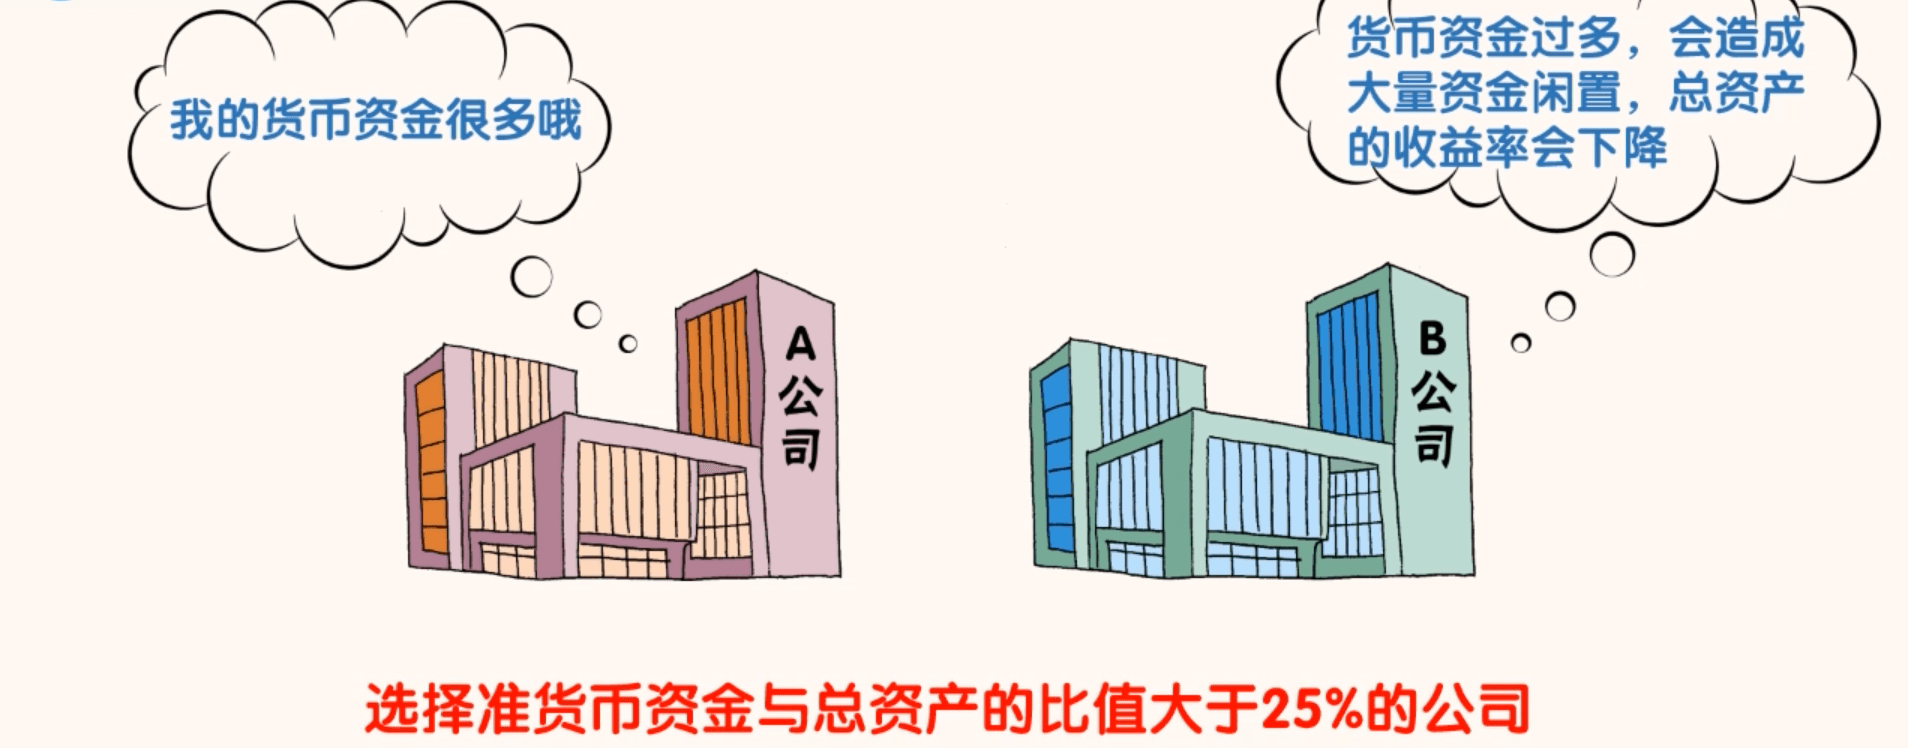 我的货币资金很多哦
货币资金过多，会造成
大量资金闲置，总资产
的收益率会下降
A公司
B公司
选择准货币资金与总资产的比值大于25%的公司